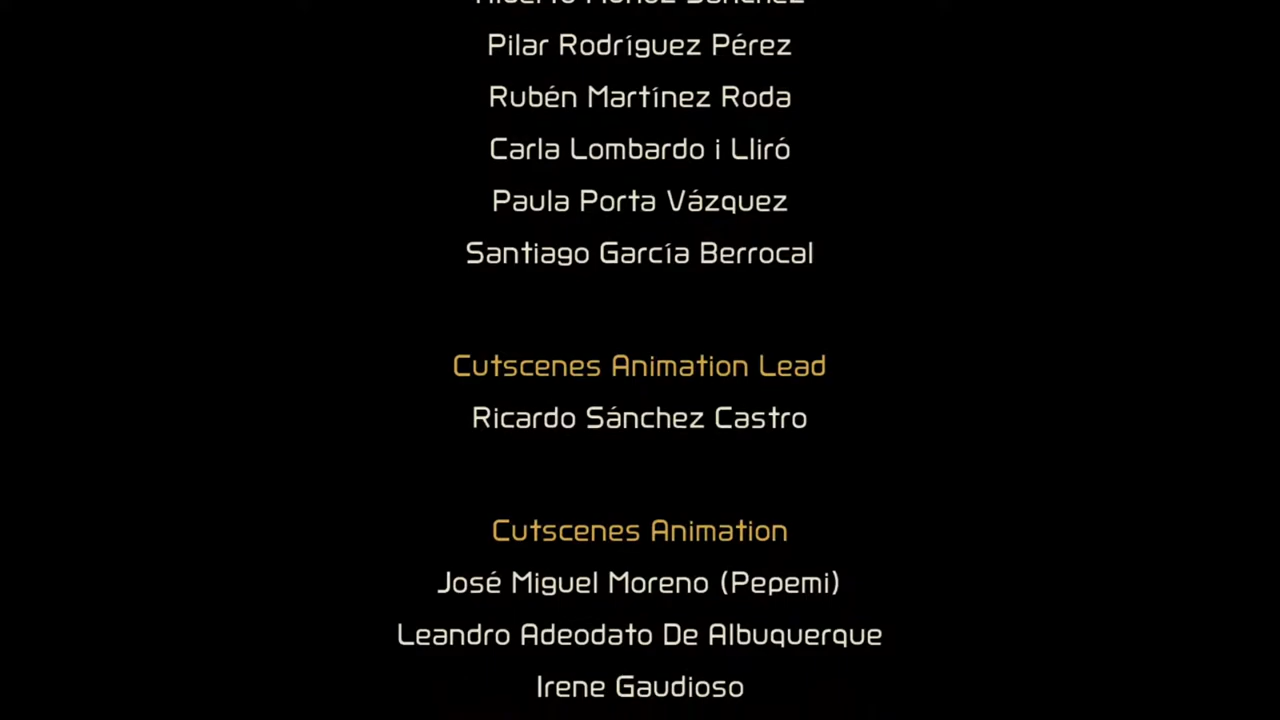 Pilar Rodríguez Pérez
Rubén Martínez Roda
Carla Lombardo i Lliró
Paula Porta Vázquez
Santiago García Berrocal
Cutscenes Animation Lead
Ricardo Sánchez Castro
Cutscenes Animation
José Miguel Moreno (Pepemi)
Leandro Adeodato De Albuquerque
Irene Gaudioso